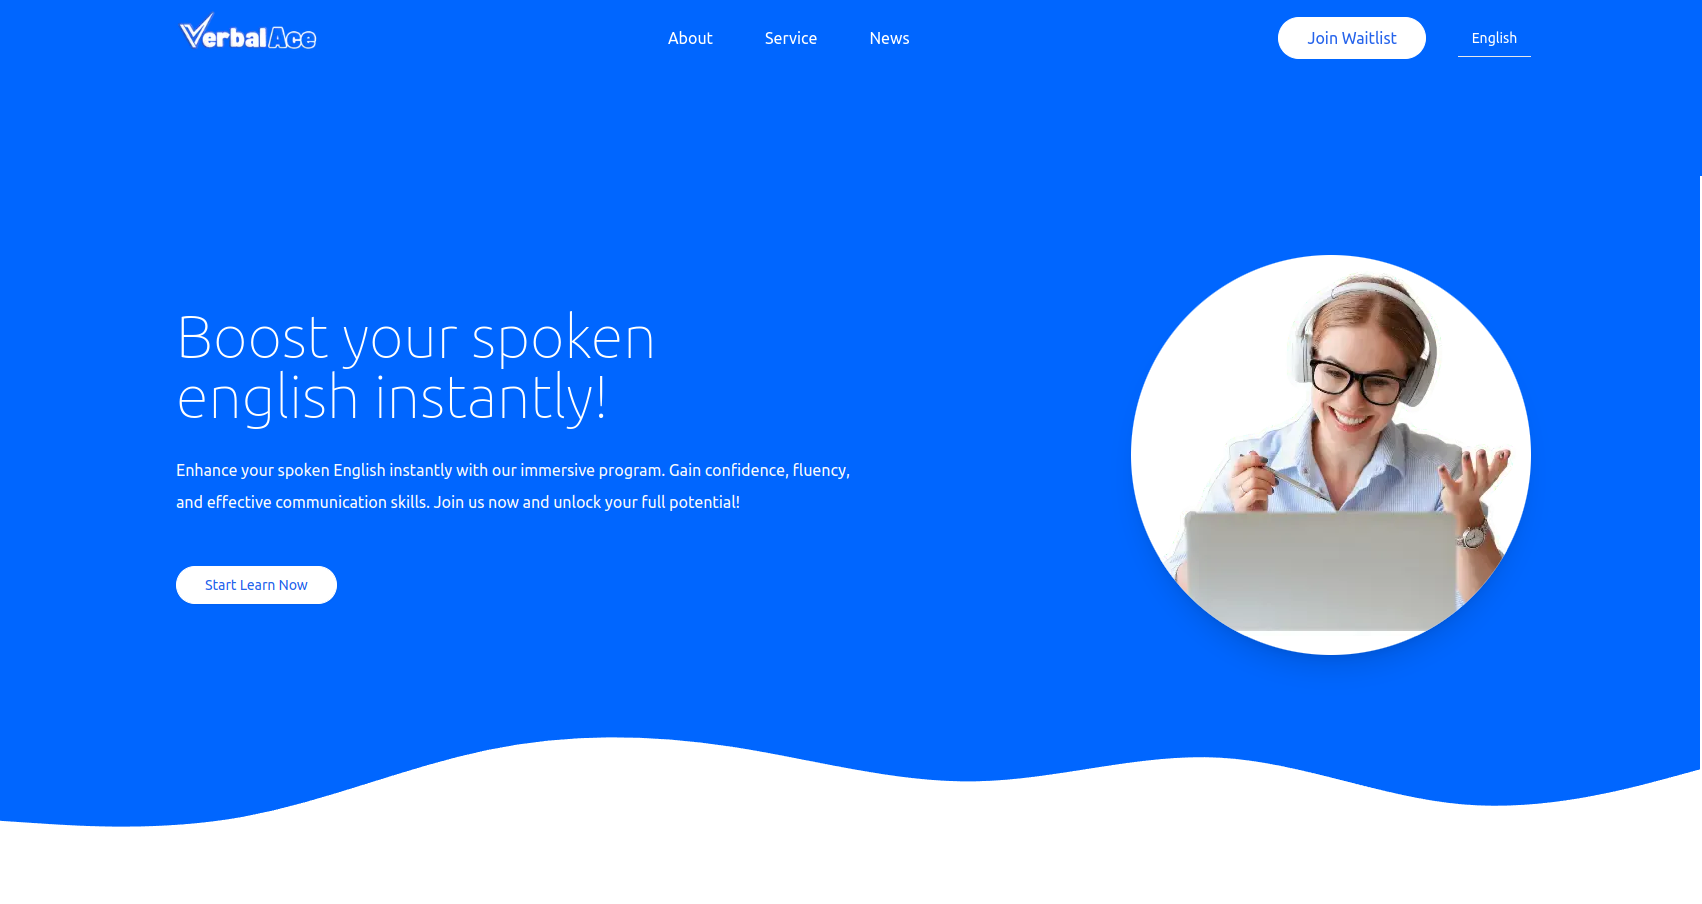 VerbalAce
About
Service
News
Join Waitlist
English
Boost your spoken
english instantly!
Enhance your spoken English instantly with our immersive program. Gain confidence, fluency,
and effective communication skills. Join us now and unlock your full potential!
Start Learn Now